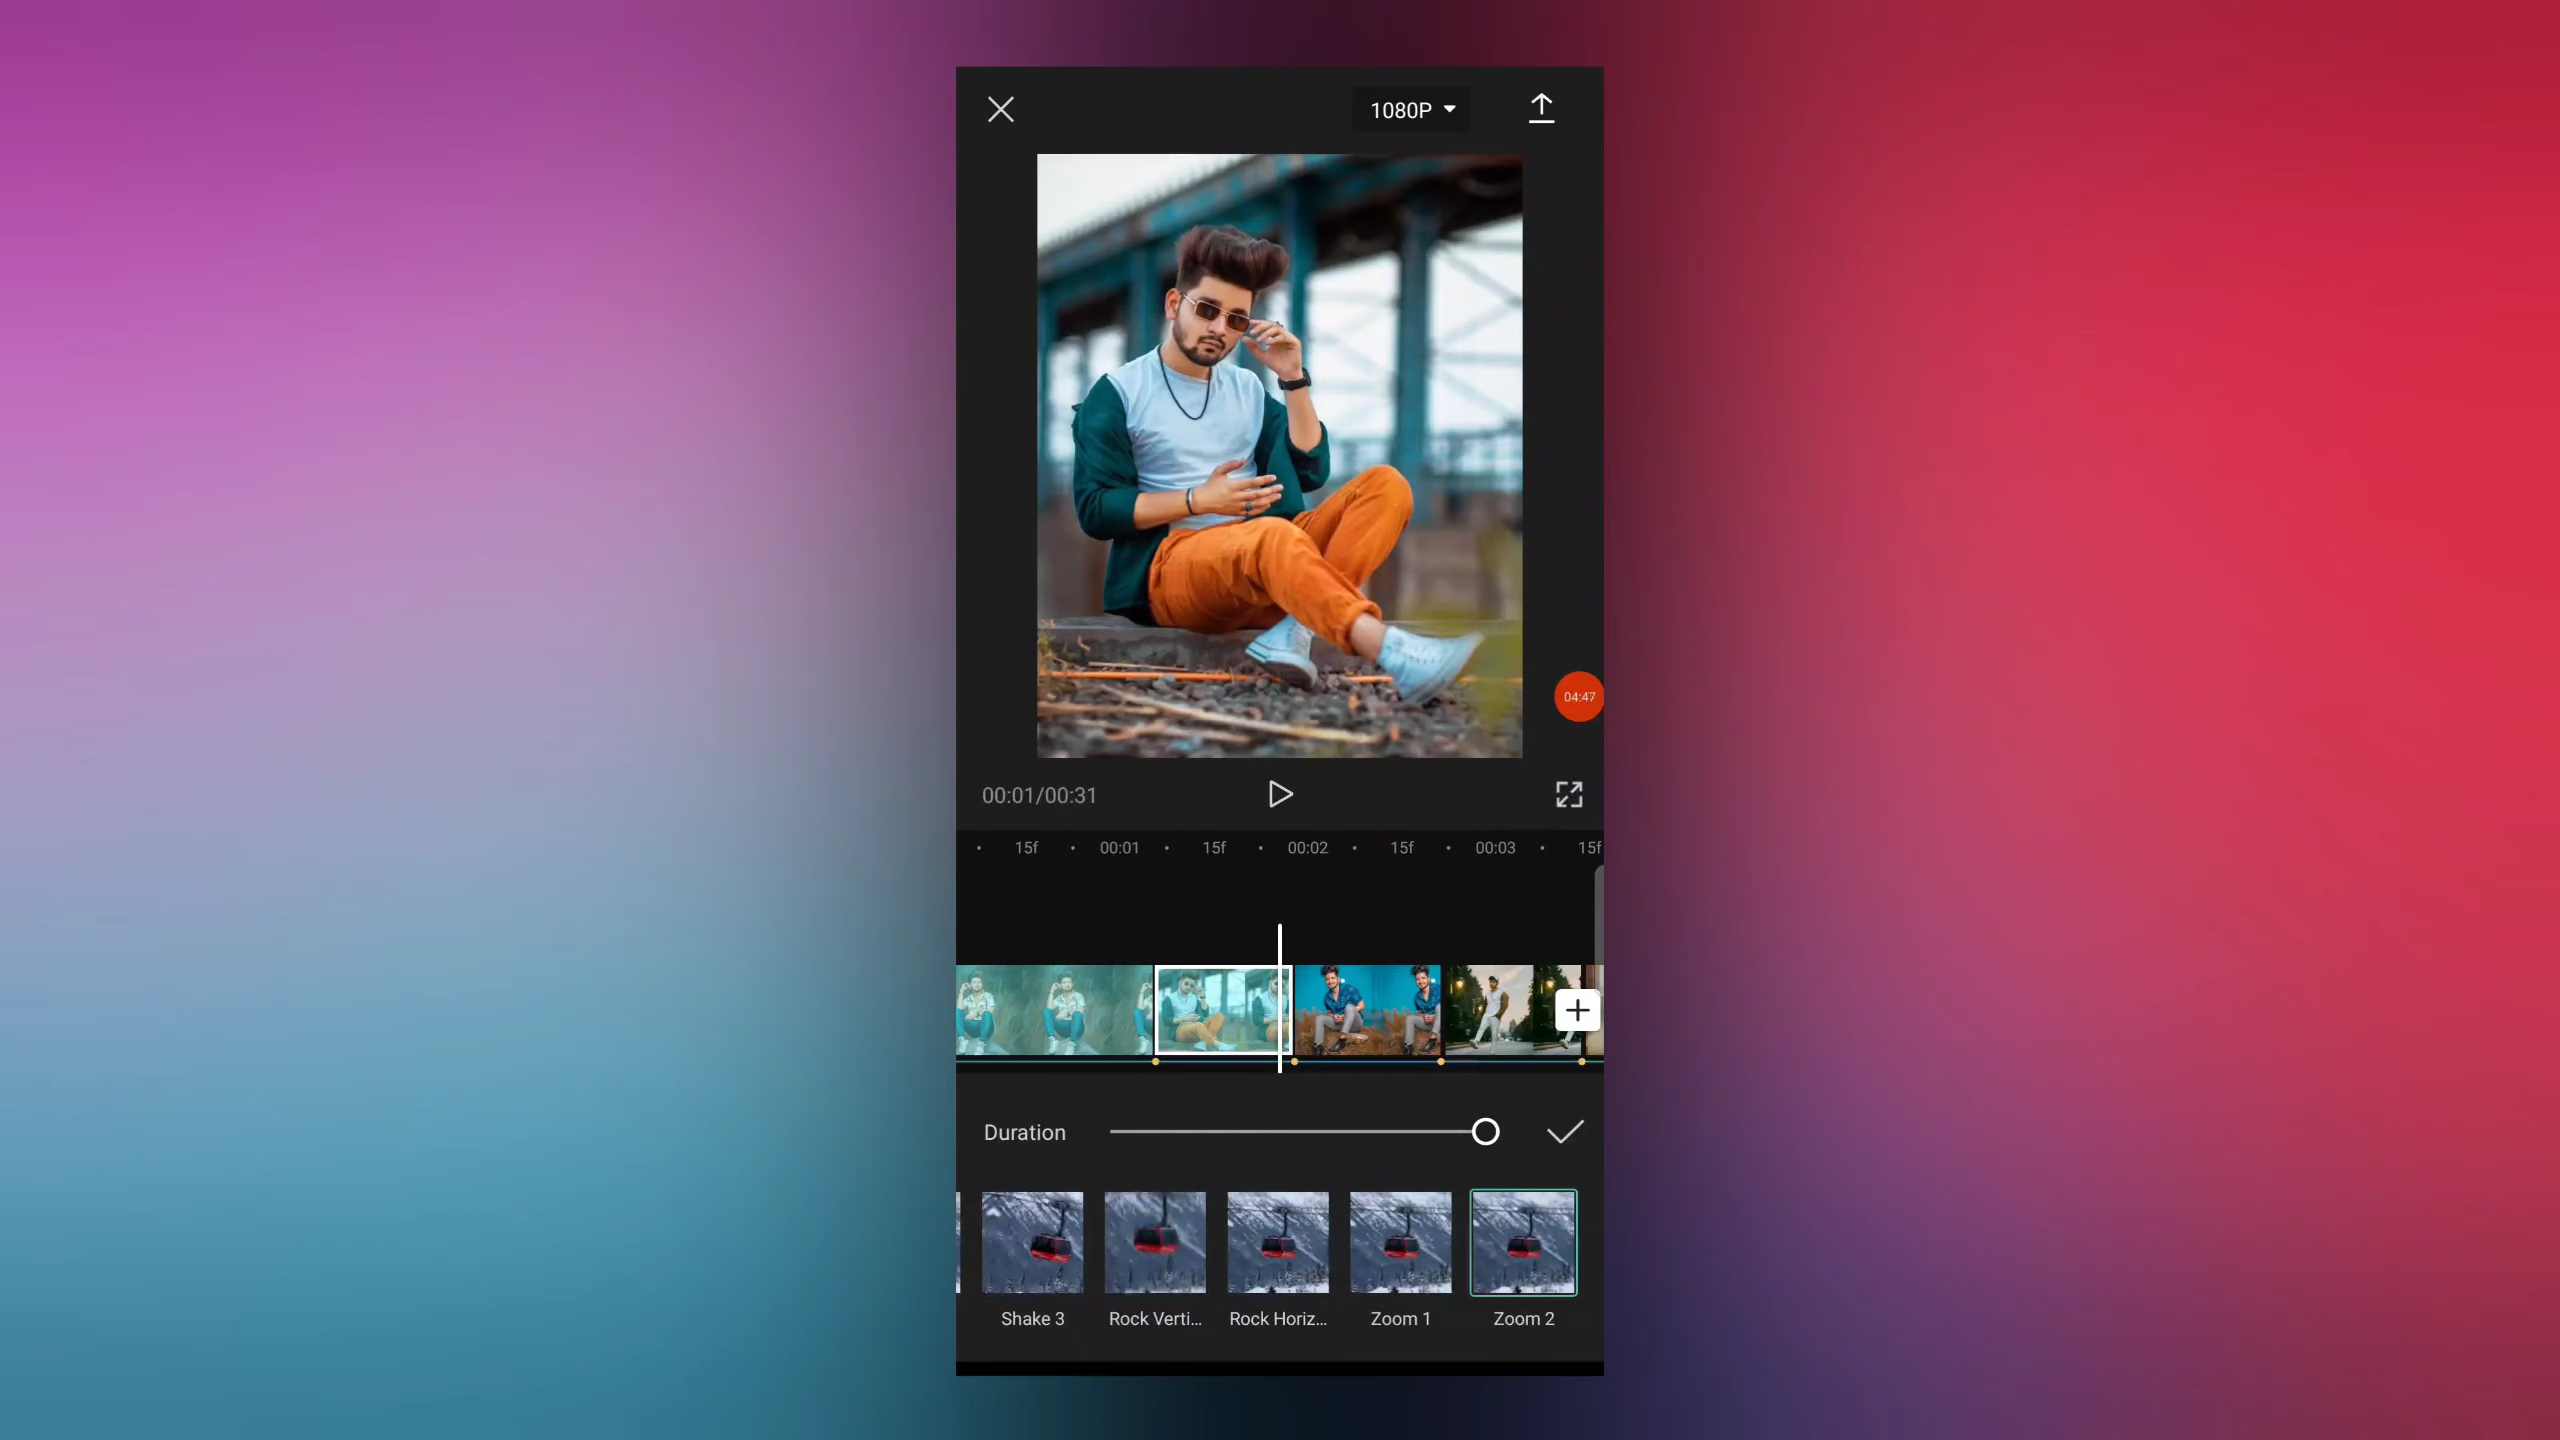 1080P
04:47
00:01/00:31
15f 00:01 15f 00:02 15f 00:03 15f
Duration
Shake 3 Rock Verti... Rock Horiz... Zoom 1 Zoom 2